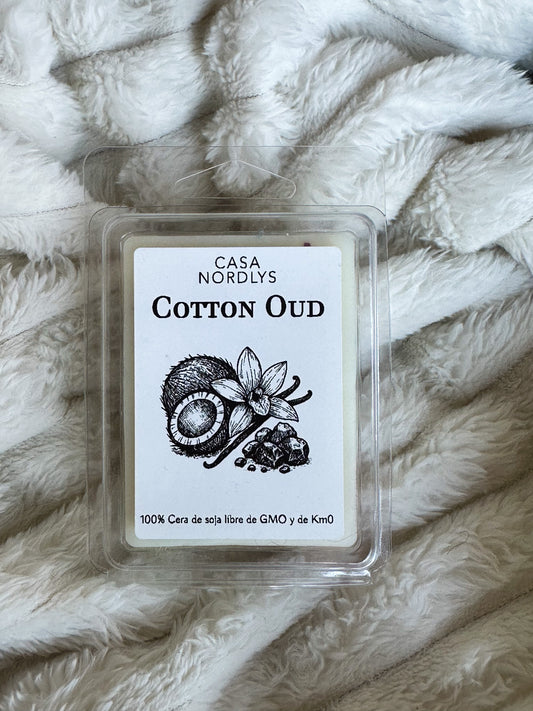 CASA
NORDLYS
COTTON OUD
100% Cera de soja libre de GMO y de Km0